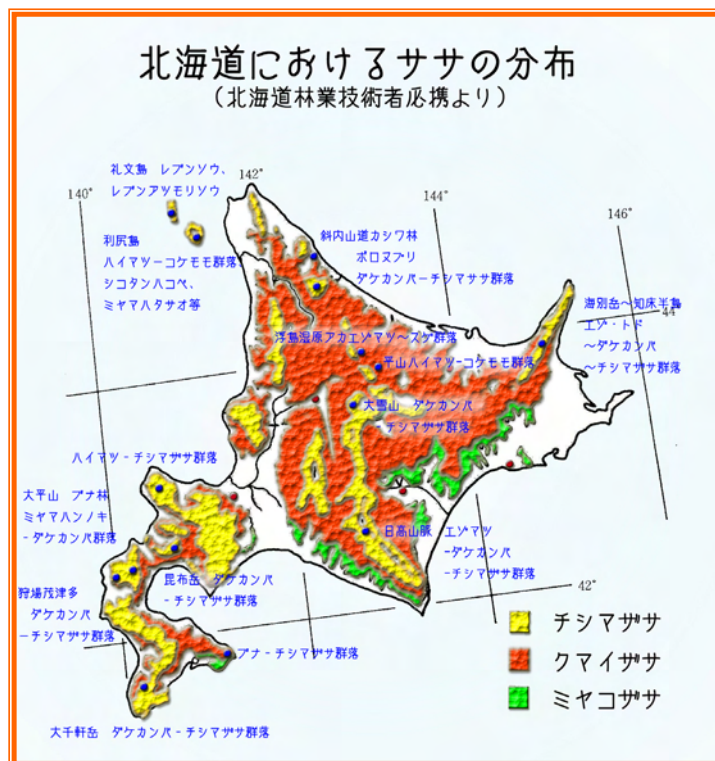 北海道におけるササの分布
（北海道林業技術者必携より）
礼文島　レブンソウ、
レブンアツモリソウ
140°
142°
144°
146°
利尻島
ハイマツーコケモモ群落、
シコタンハコベ、
ミヤマハタサオ等
斜内山道カシワ林
ポロヌプリ
ダケカンバーチシマササ群落
海別岳～知床半島
エゾ・トド
～ダケカンバ
～チシマザサ群落
44
浮島湿原アカエゾマツ～スゲ群落
平山ハイマツーコケモモ群落
大雪山　ダケカンバ
-チシマザサ群落
ハイマツ-チシマザサ群落
大平山　ブナ林
ミヤマハンノキ
-ダケカンバ群落
日高山脈　エゾマツ
-ダケカンバ
-チシマザサ群落
昆布岳　ダケカンバ
-チシマザサ群落
狩場茂津多
ダケカンバ
-チシマザサ群落
42°
ブナ-チシマザサ群落
大千軒岳　ダケカンバ-チシマザサ群落
チシマザサ
クマイザサ
ミヤコザサ